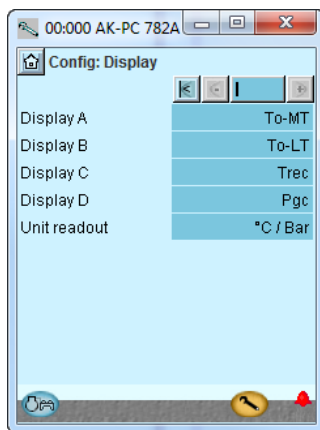 00:000 AK-PC 782A
Config: Display
Display A To-MT
Display B To-LT
Display C Trec
Display D Pgc
Unit readout °C / Bar